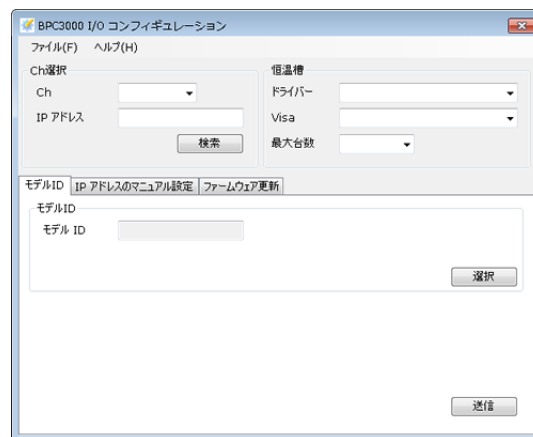 BPC3000 I/O コンフィギュレーション
ファイル(F) ヘルプ(H)
Ch選択
Ch
IP アドレス
検索
恒温槽
ドライバー
Visa
最大台数
モデルID IP アドレスのマニュアル設定 ファームウェア更新
モデルID
モデル ID
選択
送信